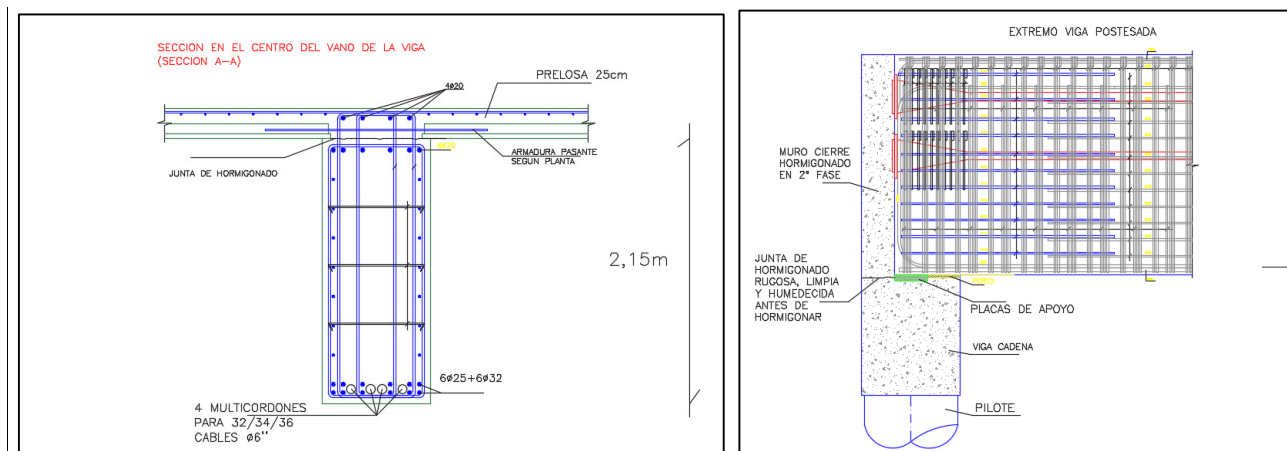 SECCION EN EL CENTRO DEL VANO DE LA VIGA
(SECCION A-A)
4ø20
PRELOSA 25cm
ARMADURA PASANTE
SEGUN PLANTA
JUNTA DE HORMIGONADO
2,15m
6ø25+6ø32
4 MULTICORDONES
PARA 32/34/36
CABLES ø6''
EXTREMO VIGA POSTESADA
MURO CIERRE
HORMIGONADO
EN 2ª FASE
JUNTA DE
HORMIGONADO
RUGOSA, LIMPIA
Y HUMEDECIDA
ANTES DE
HORMIGONAR
PLACAS DE APOYO
VIGA CADENA
PILOTE